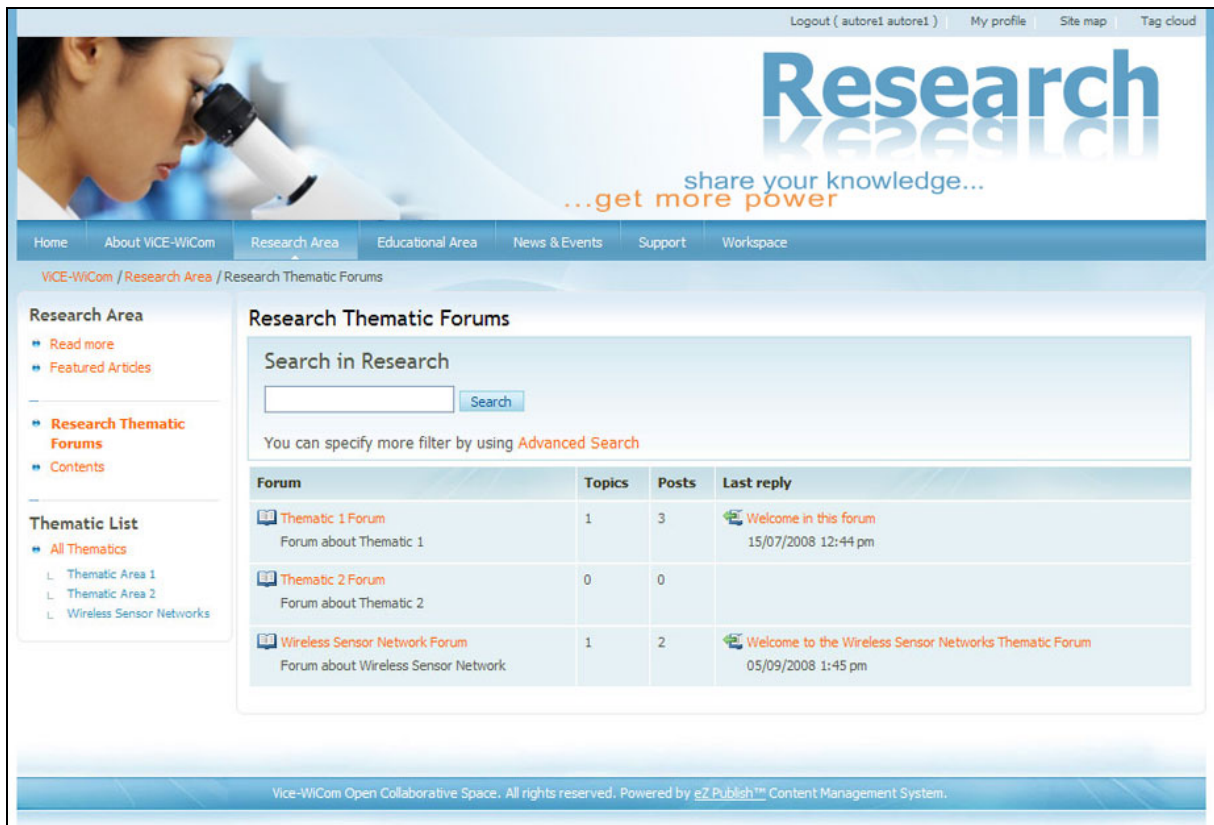 Logout ( autore1 autore1 ) My profile Site map Tag cloud
Research
share your knowledge...
...get more power
Home About ViCE-WiCom Research Area Educational Area News & Events Support Workspace
ViCE-WiCom / Research Area / Research Thematic Forums
Research Area
Read more
Featured Articles
Research Thematic
Forums
Contents
Thematic List
All Thematics
Thematic Area 1
Thematic Area 2
Wireless Sensor Networks
Research Thematic Forums
Search in Research
Search
You can specify more filter by using Advanced Search
Forum Topics Posts Last reply
Thematic 1 Forum 1 3 Welcome in this forum
Forum about Thematic 1 15/07/2008 12:44 pm
Thematic 2 Forum 0 0
Forum about Thematic 2
Wireless Sensor Network Forum 1 2 Welcome to the Wireless Sensor Networks Thematic Forum
Forum about Wireless Sensor Network 05/09/2008 1:45 pm
Vice-WiCom Open Collaborative Space. All rights reserved. Powered by eZ Publish™ Content Management System.